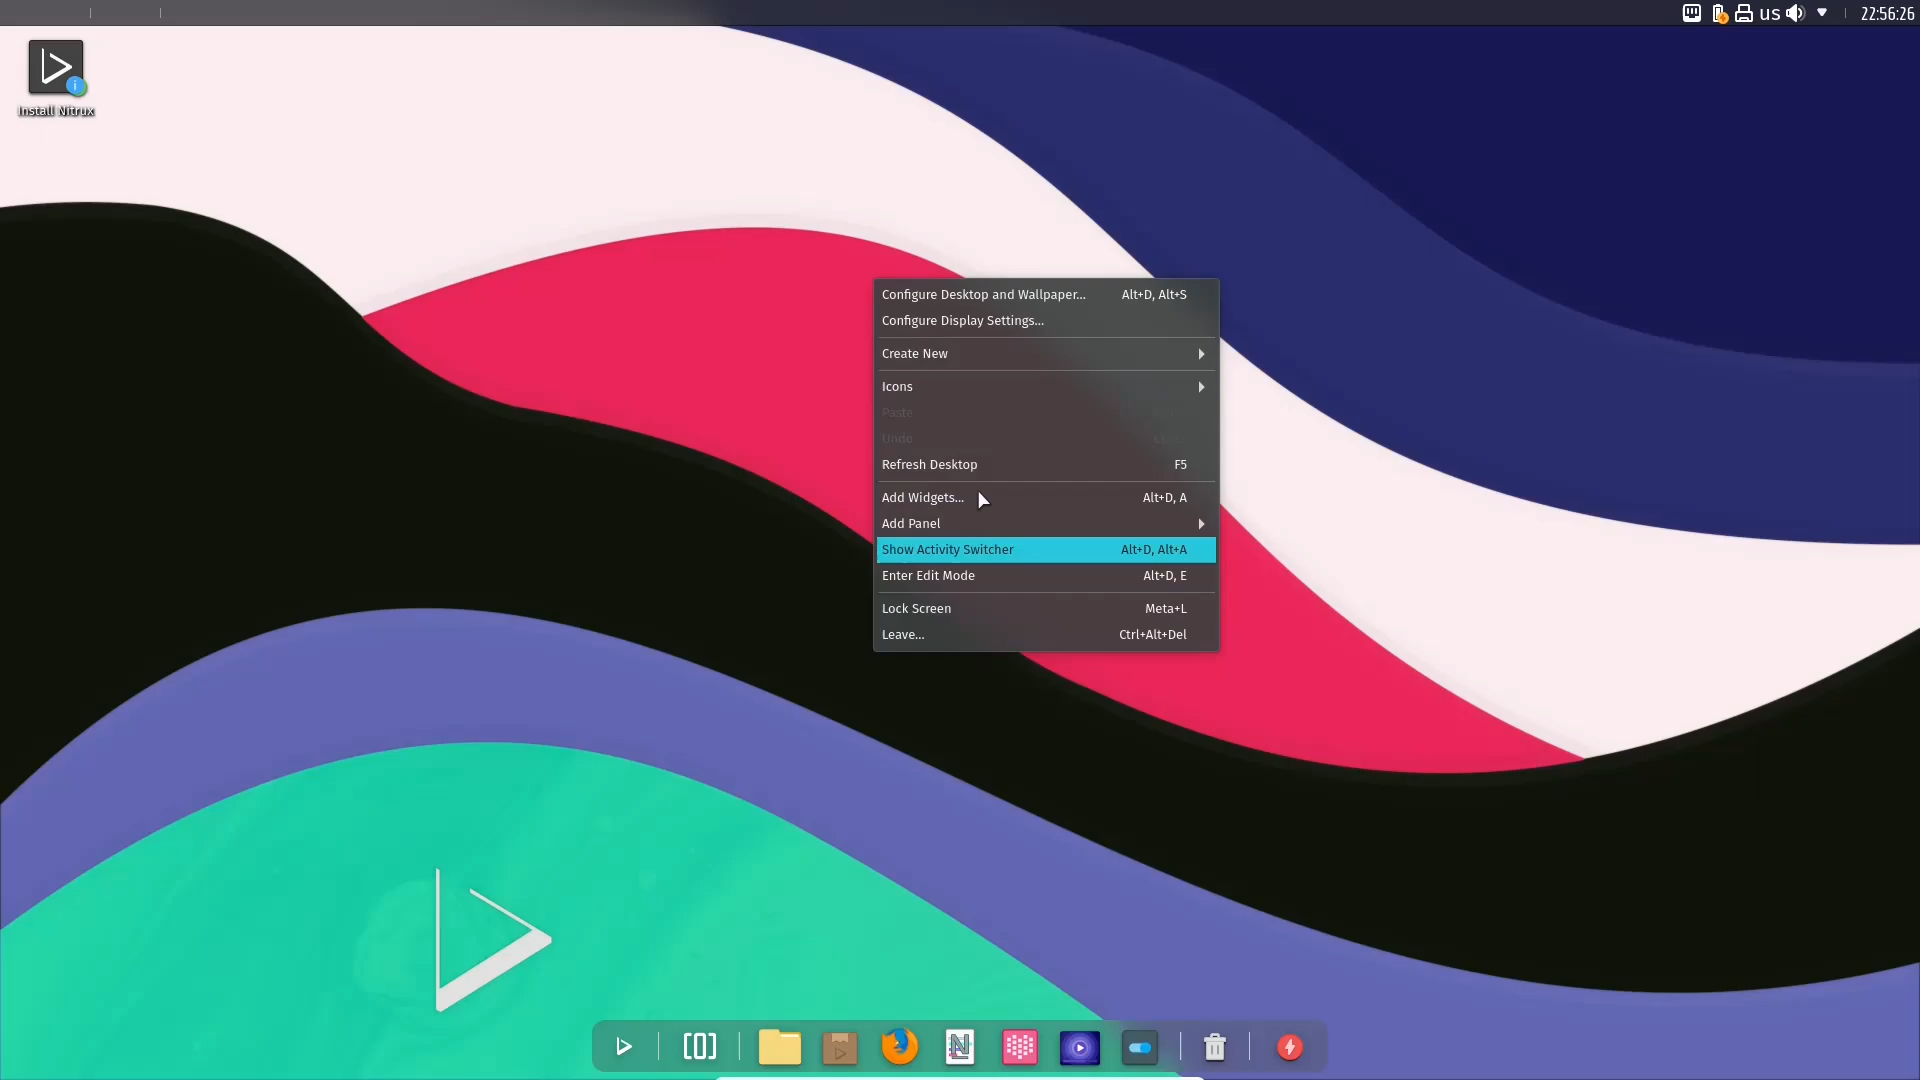 us 22:56:26
Install Nitrux
Configure Desktop and Wallpaper... Alt+D, Alt+S
Configure Display Settings...
Create New
Icons
Paste
Undo
Refresh Desktop F5
Add Widgets... Alt+D, A
Add Panel
Show Activity Switcher Alt+D, Alt+A
Enter Edit Mode Alt+D, E
Lock Screen Meta+L
Leave... Ctrl+Alt+Del